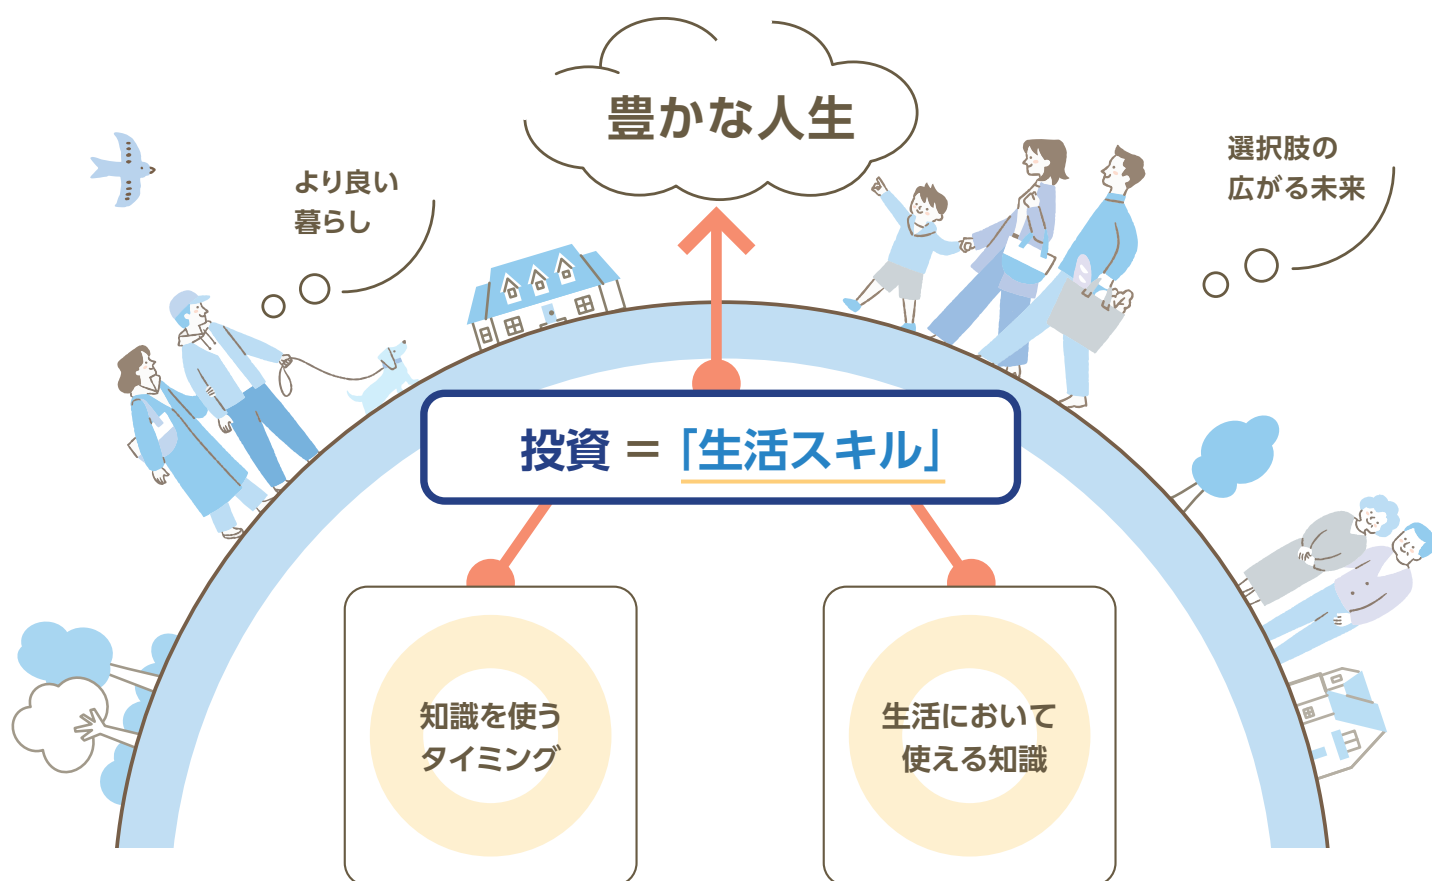 豊かな人生
より良い
暮らし
選択肢の
広がる未来
投資 = 「生活スキル」
知識を使う
タイミング
生活において
使える知識